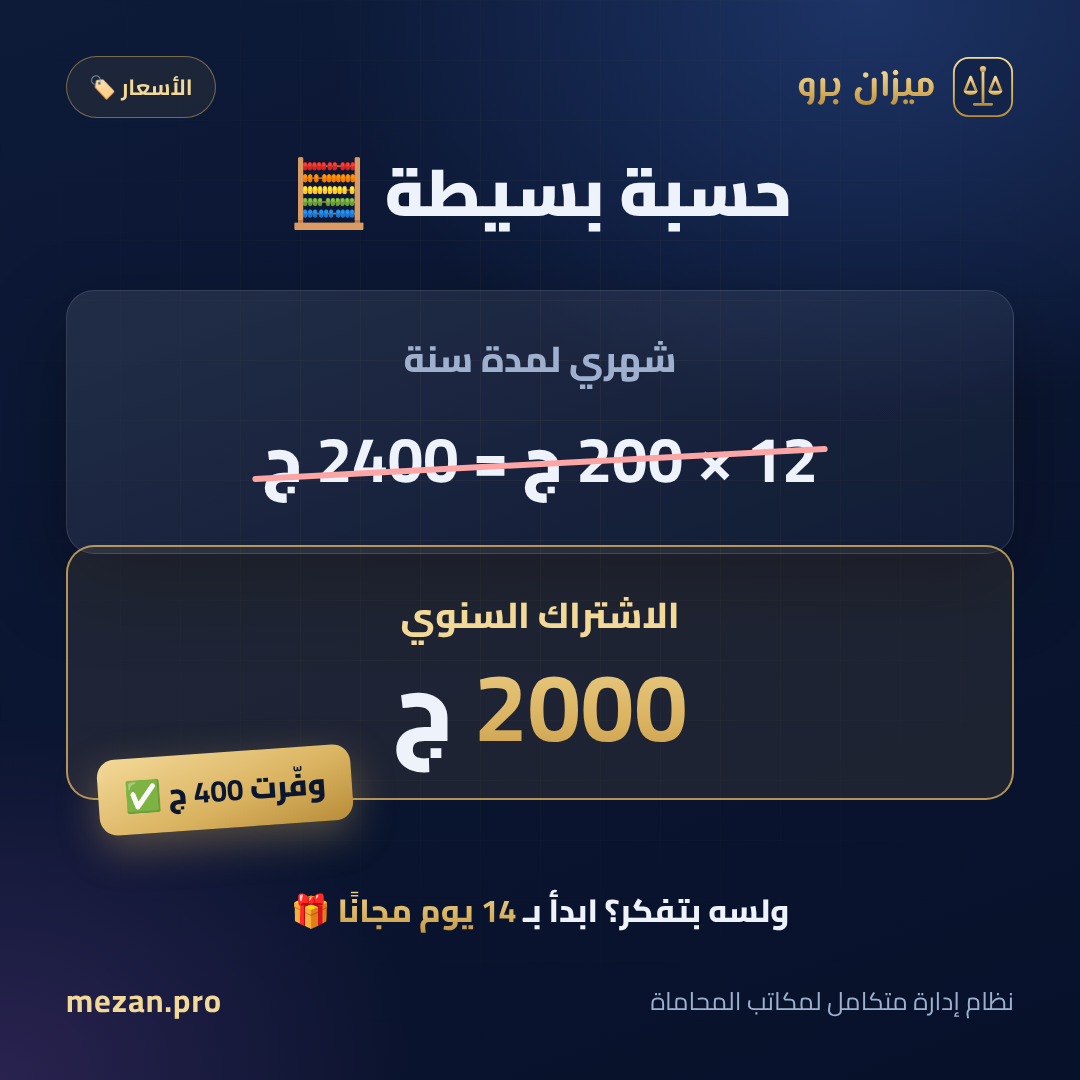 ميزان برو
الأسعار 🏷️
حسبة بسيطة 🧮
شهري لمدة سنة
12 × 200 ج = 2400 ج
الاشتراك السنوي
2000 ج
وفّرت 400 ج ✅
ولسه بتفكر؟ ابدأ بـ 14 يوم مجانًا 🎁
نظام إدارة متكامل لمكاتب المحاماة
mezan.pro